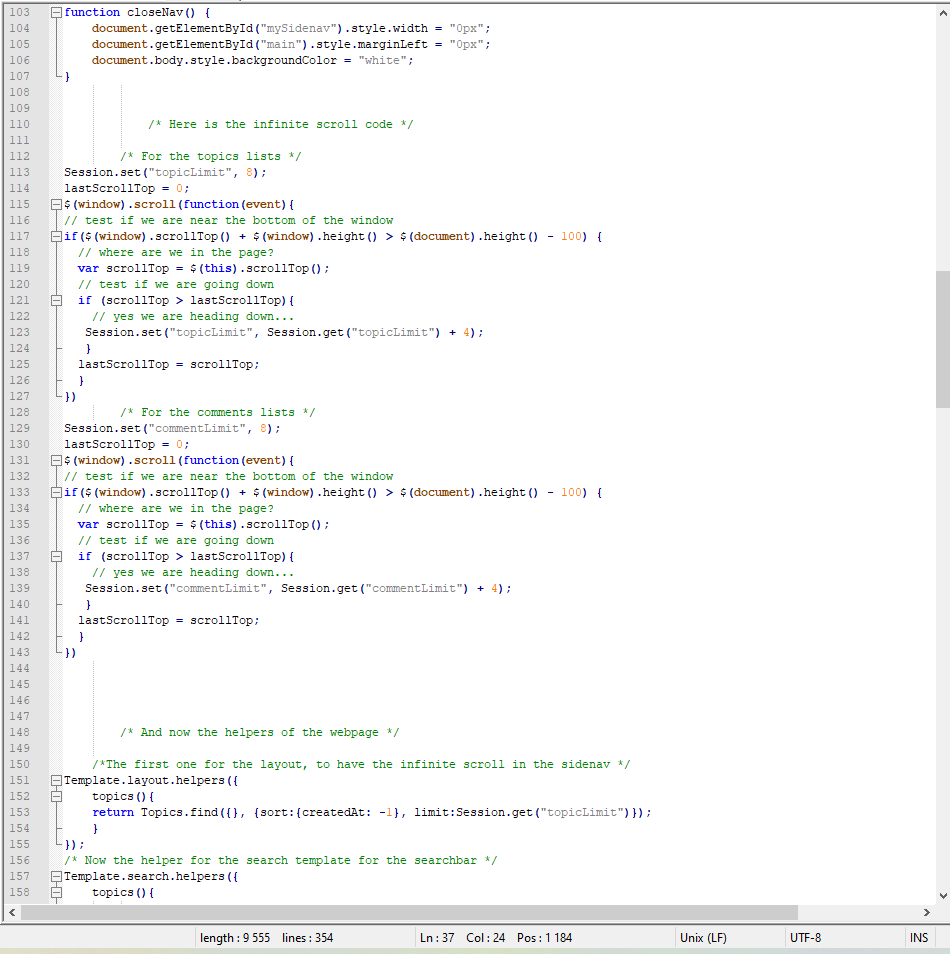 103 function closeNav() {
104 document.getElementById("mySidenav").style.width = "0px";
105 document.getElementById("main").style.marginLeft = "0px";
106 document.body.style.backgroundColor = "white";
107 }
108
109
110 /* Here is the infinite scroll code */
111
112 /* For the topics lists */
113 Session.set("topicLimit", 8);
114 lastScrollTop = 0;
115 $(window).scroll(function(event){
116 // test if we are near the bottom of the window
117 if($(window).scrollTop() + $(window).height() > $(document).height() - 100) {
118 // where are we in the page?
119 var scrollTop = $(this).scrollTop();
120 // test if we are going down
121 if (scrollTop > lastScrollTop){
122 // yes we are heading down...
123 Session.set("topicLimit", Session.get("topicLimit") + 4);
124 }
125 lastScrollTop = scrollTop;
126 }
127 })
128 /* For the comments lists */
129 Session.set("commentLimit", 8);
130 lastScrollTop = 0;
131 $(window).scroll(function(event){
132 // test if we are near the bottom of the window
133 if($(window).scrollTop() + $(window).height() > $(document).height() - 100) {
134 // where are we in the page?
135 var scrollTop = $(this).scrollTop();
136 // test if we are going down
137 if (scrollTop > lastScrollTop){
138 // yes we are heading down...
139 Session.set("commentLimit", Session.get("commentLimit") + 4);
140 }
141 lastScrollTop = scrollTop;
142 }
143 })
144
145
146
147
148 /* And now the helpers of the webpage */
149
150 /*The first one for the layout, to have the infinite scroll in the sidenav */
151 Template.layout.helpers({
152 topics(){
153 return Topics.find({}, {sort:{createdAt: -1}, limit:Session.get("topicLimit")});
154 }
155 });
156 /* Now the helper for the search template for the searchbar */
157 Template.search.helpers({
158 topics(){
length : 9 555 lines : 354 Ln : 37 Col : 24 Pos : 1 184 Unix (LF) UTF-8 INS